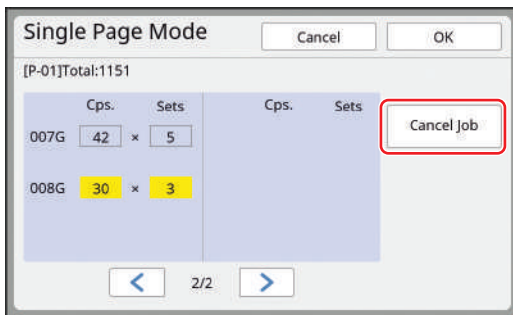 Single Page Mode Cancel OK
[P-01]Total:1151
Cps. Sets Cps. Sets
007G 42 × 5
Cancel Job
008G 30 × 3
2/2